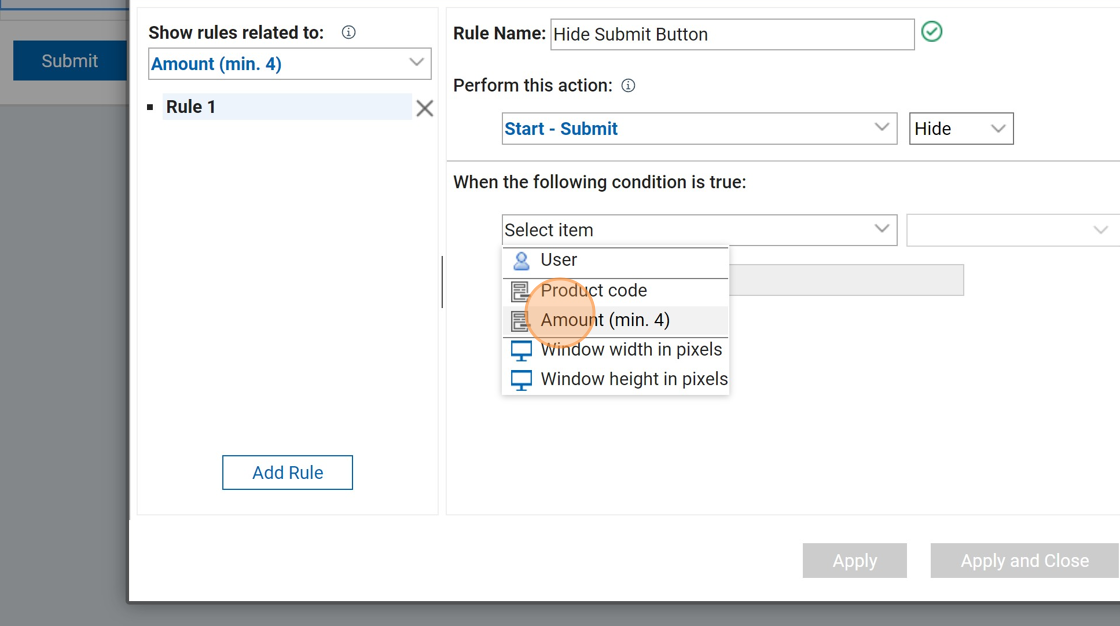 Submit
Show rules related to:
Amount (min. 4)
Rule 1
Add Rule
Rule Name: Hide Submit Button
Perform this action:
Start - Submit Hide
When the following condition is true:
Select item
User
Product code
Amount (min. 4)
Window width in pixels
Window height in pixels
Apply Apply and Close